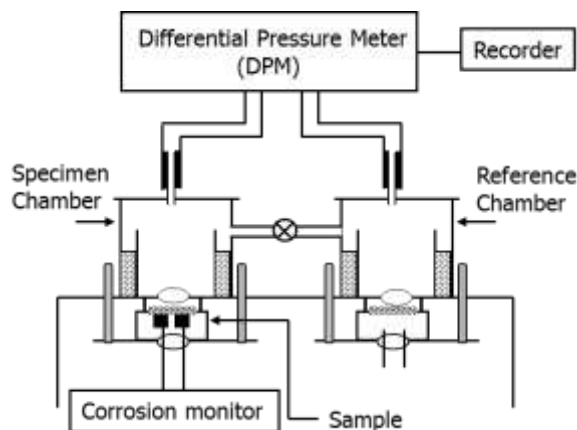 Differential Pressure Meter
(DPM)
Recorder
Specimen
Chamber
Reference
Chamber
Corrosion monitor
Sample